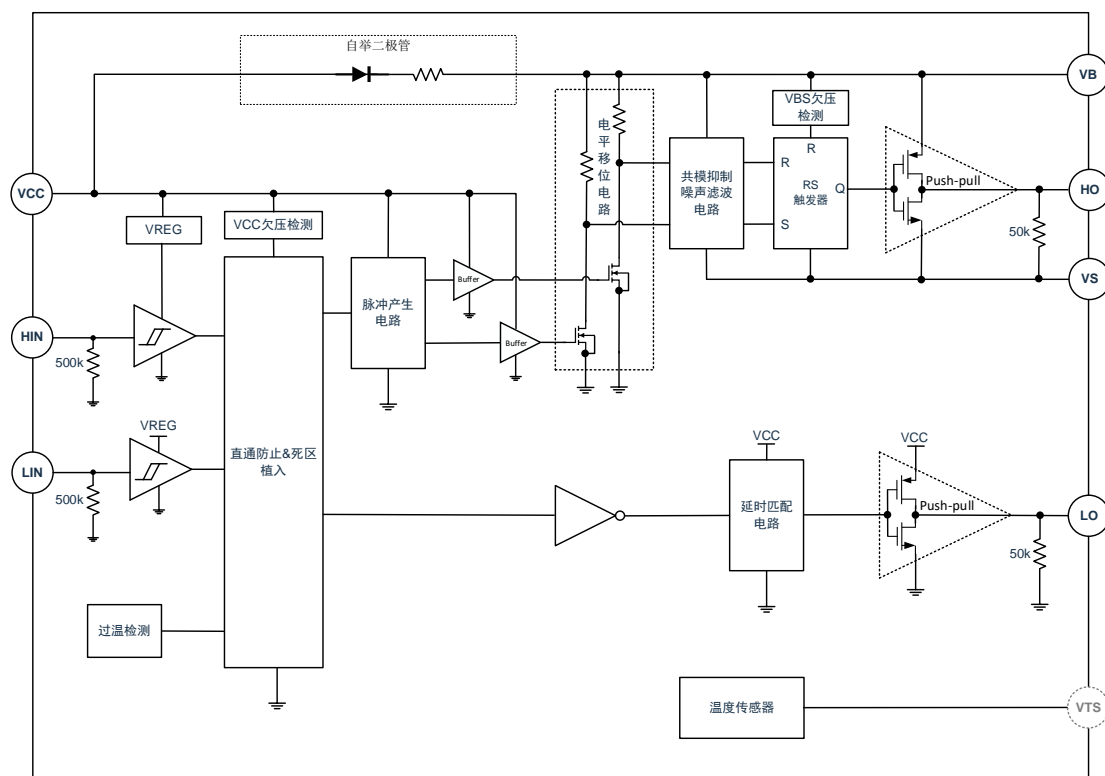 自举二极管
VB
VBS欠压
检测
电平移位电路
R
VCC
共模抑制
噪声滤波
电路
R
RS
触发器
Q
S
Push-pull
HO
50k
VREG
VCC欠压检测
VS
Buffer
脉冲产生
电路
HIN
Buffer
500k
VREG
VCC
VCC
直通防止&死区
植入
LIN
500k
Push-pull
延时匹配
电路
LO
50k
过温检测
温度传感器
VTS